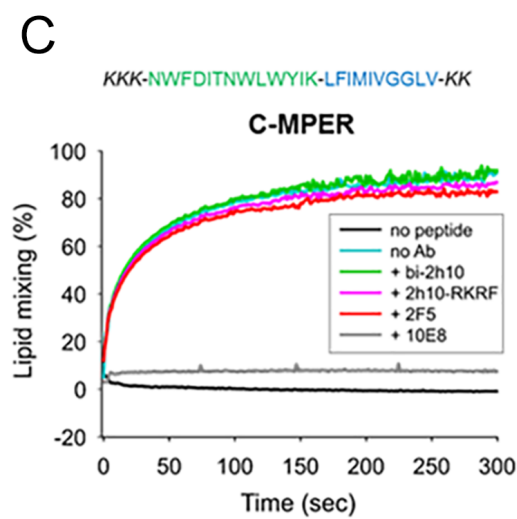 C
KKK-NWFDITNWLWYIK-LFIMIVGGLV-KK
C-MPER
Lipid mixing (%)
100
80
60
40
20
0
-20
no peptide
no Ab
+ bi-2h10
+ 2h10-RKRF
+ 2F5
+ 10E8
0 50 100 150 200 250 300
Time (sec)